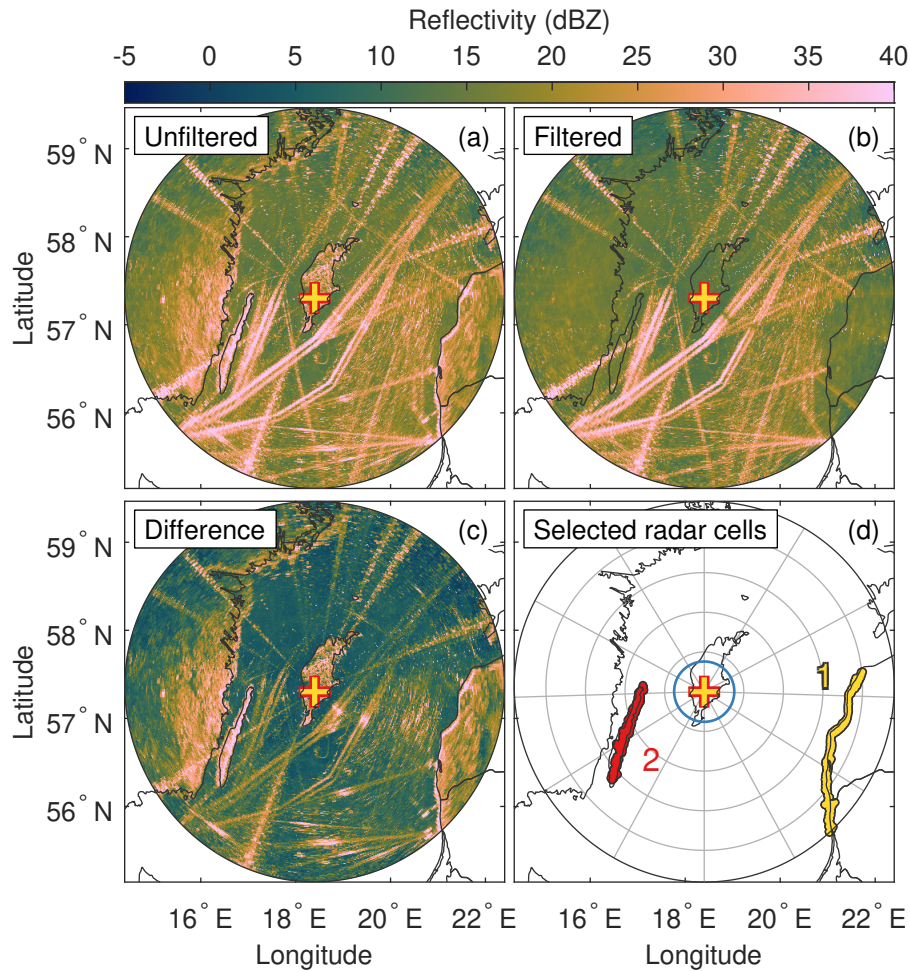 Reflectivity (dBZ)
-5 0 5 10 15 20 25 30 35 40
Unfiltered (a) Filtered (b)
59° N
58° N
57° N
56° N
Latitude
Difference (c) Selected radar cells (d)
59° N
58° N
57° N
56° N
Latitude
1
2
16° E 18° E 20° E 22° E 16° E 18° E 20° E 22° E
Longitude Longitude